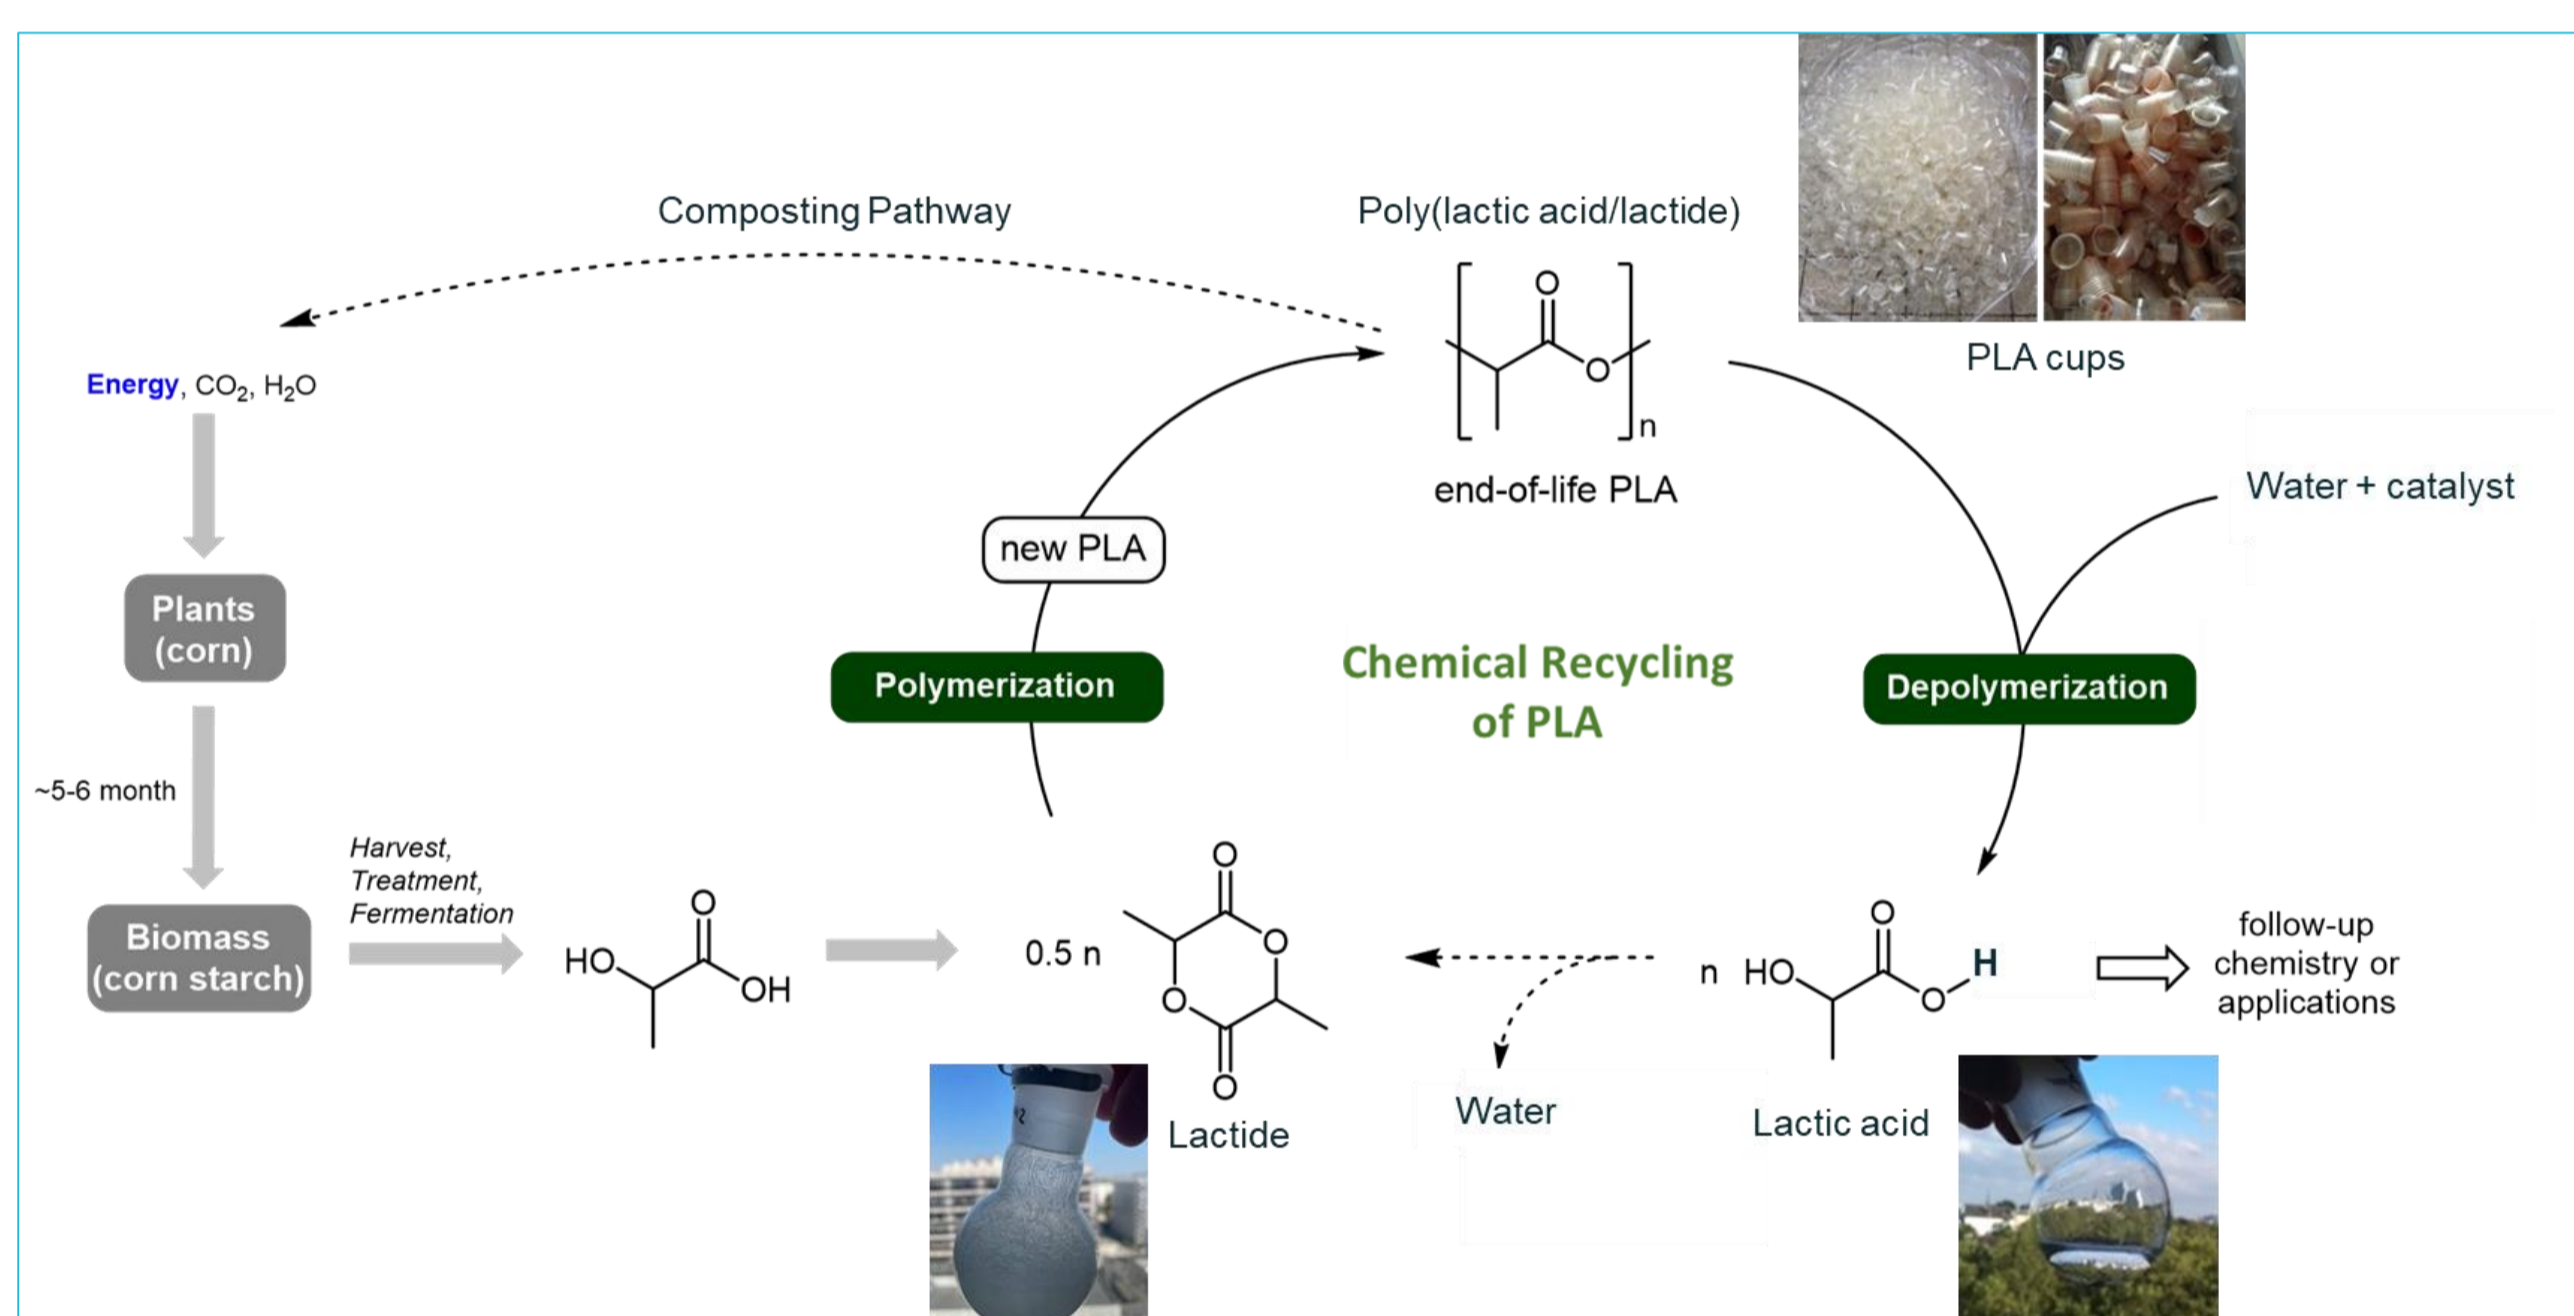 Composting Pathway
Poly(lactic acid/lactide)
O
O
n
end-of-life PLA
PLA cups
Energy, CO2, H2O
Water + catalyst
new PLA
Plants
(corn)
Polymerization
Chemical Recycling
of PLA
Depolymerization
~5-6 month
Harvest,
Treatment,
Fermentation
Biomass
(corn starch)
HO
O
OH
0.5 n
O
O
O
O
Lactide
Water
n
HO
O
O
H
Lactic acid
follow-up
chemistry or
applications